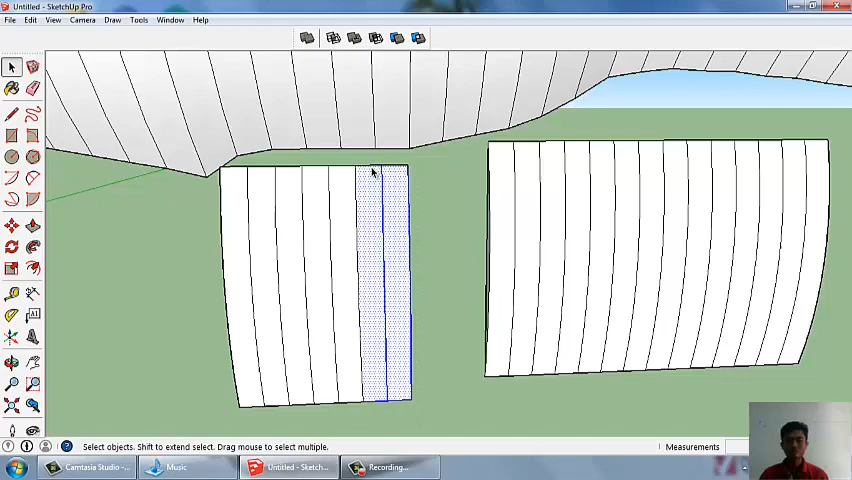 Untitled - SketchUp Pro
File Edit View Camera Draw Tools Window Help
A1
Select objects. Shift to extend select. Drag mouse to select multiple.
Measurements
Camtasia Studio -...
Music
Untitled - Sketch...
Recording...